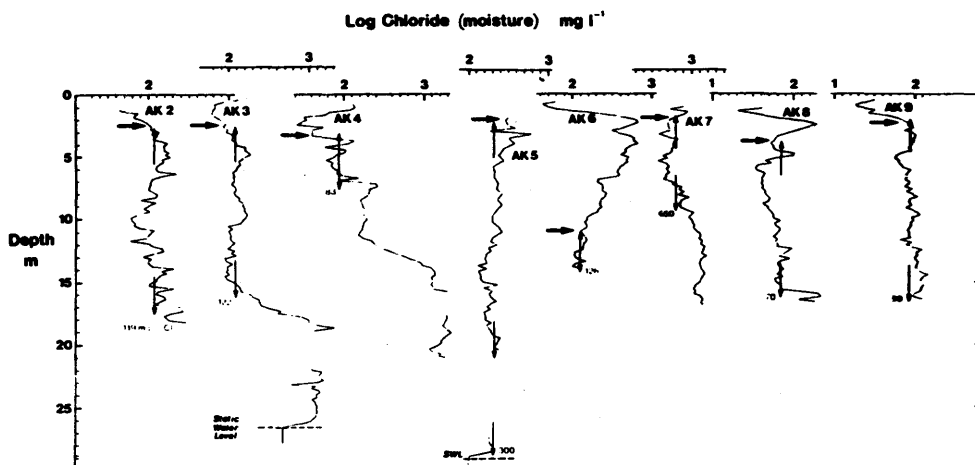 Log Chloride (moisture) mg l⁻¹
2 3 2 3
2 3 2 3 2 3 1 2 1 2
2 3
0
5
10
15
20
25
Depth
m
AK 2
AK 3
AK 4
AK 5
AK 6
AK 7
AK 8
AK 9
Static
Water
Level
SWL